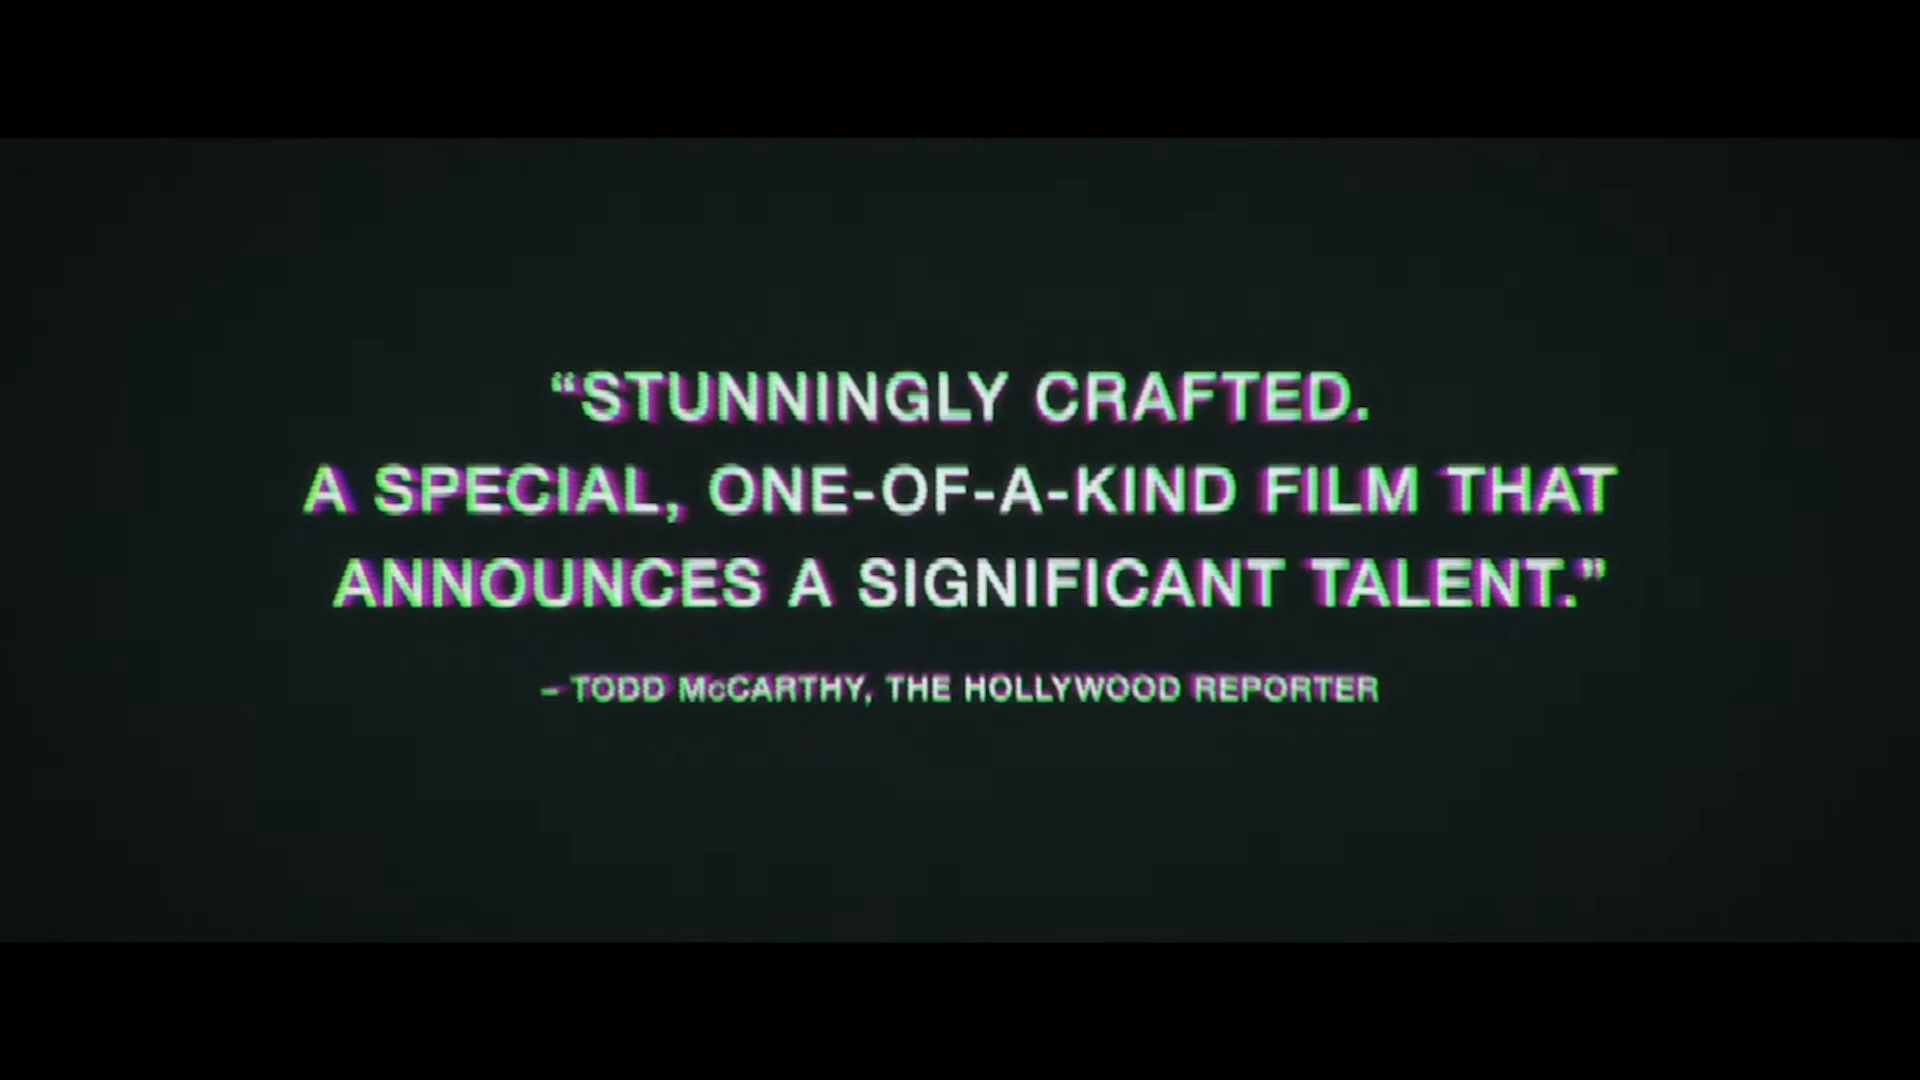 “STUNNINGLY CRAFTED.
A SPECIAL, ONE-OF-A-KIND FILM THAT
ANNOUNCES A SIGNIFICANT TALENT.”
– TODD McCARTHY, THE HOLLYWOOD REPORTER